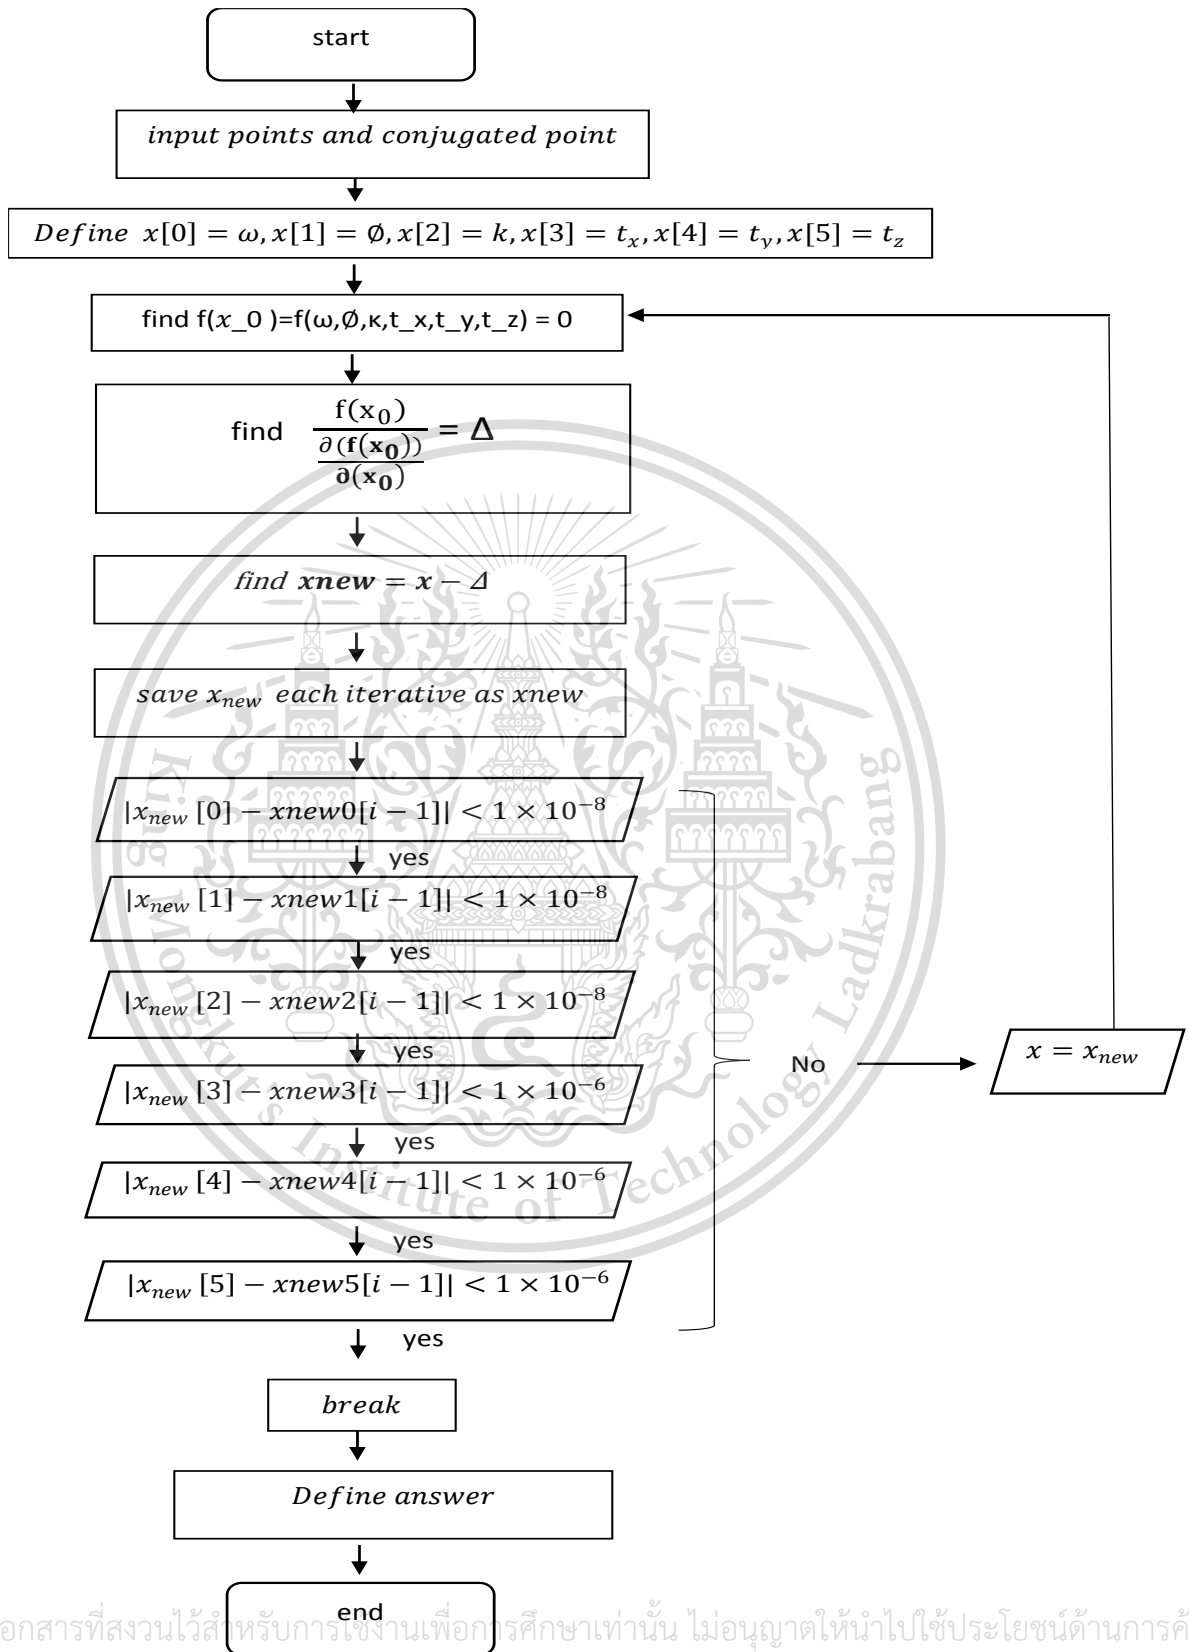 start
input points and conjugated point
Define x[0] = ω, x[1] = Ø, x[2] = k, x[3] = t_x, x[4] = t_y, x[5] = t_z
find f(x_0 )=f(ω,Ø,κ,t_x,t_y,t_z) = 0
find f(x₀) / (∂(f(x₀)) / ∂(x₀)) = Δ
find xnew = x − Δ
save x_new each iterative as xnew
|x_new [0] − xnew0[i − 1]| < 1 × 10⁻⁸
yes
|x_new [1] − xnew1[i − 1]| < 1 × 10⁻⁸
yes
|x_new [2] − xnew2[i − 1]| < 1 × 10⁻⁸
yes
|x_new [3] − xnew3[i − 1]| < 1 × 10⁻⁶
yes
|x_new [4] − xnew4[i − 1]| < 1 × 10⁻⁶
yes
|x_new [5] − xnew5[i − 1]| < 1 × 10⁻⁶
yes
No
x = x_new
break
Define answer
end
King Mongkut's Institute of Technology Ladkrabang
อกสารที่สงวนไว้สำหรับการใช้งานเพื่อการศึกษาเท่านั้น ไม่อนุญาตให้นำไปใช้ประโยชน์ด้านการค้